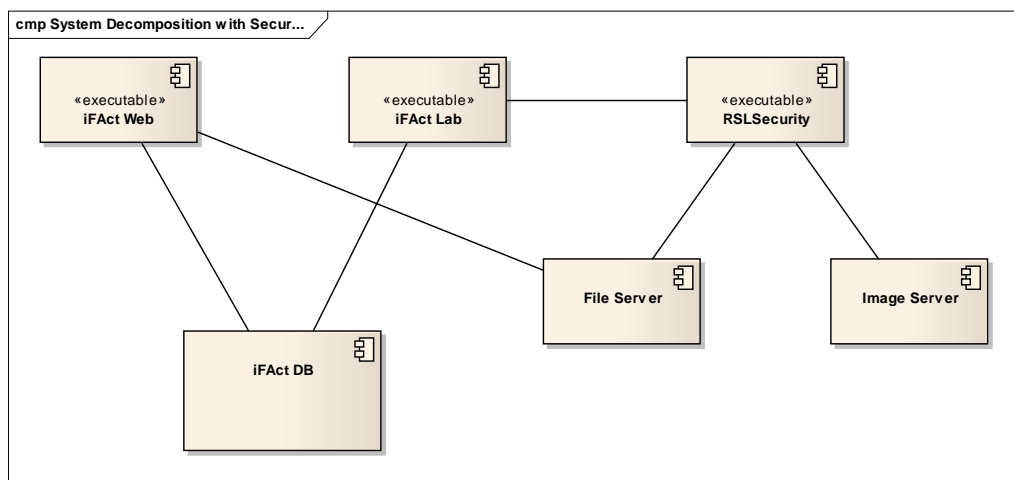 cmp System Decomposition with Secur...
«executable»
iFAct Web
«executable»
iFAct Lab
«executable»
RSLSecurity
File Server
Image Server
iFAct DB